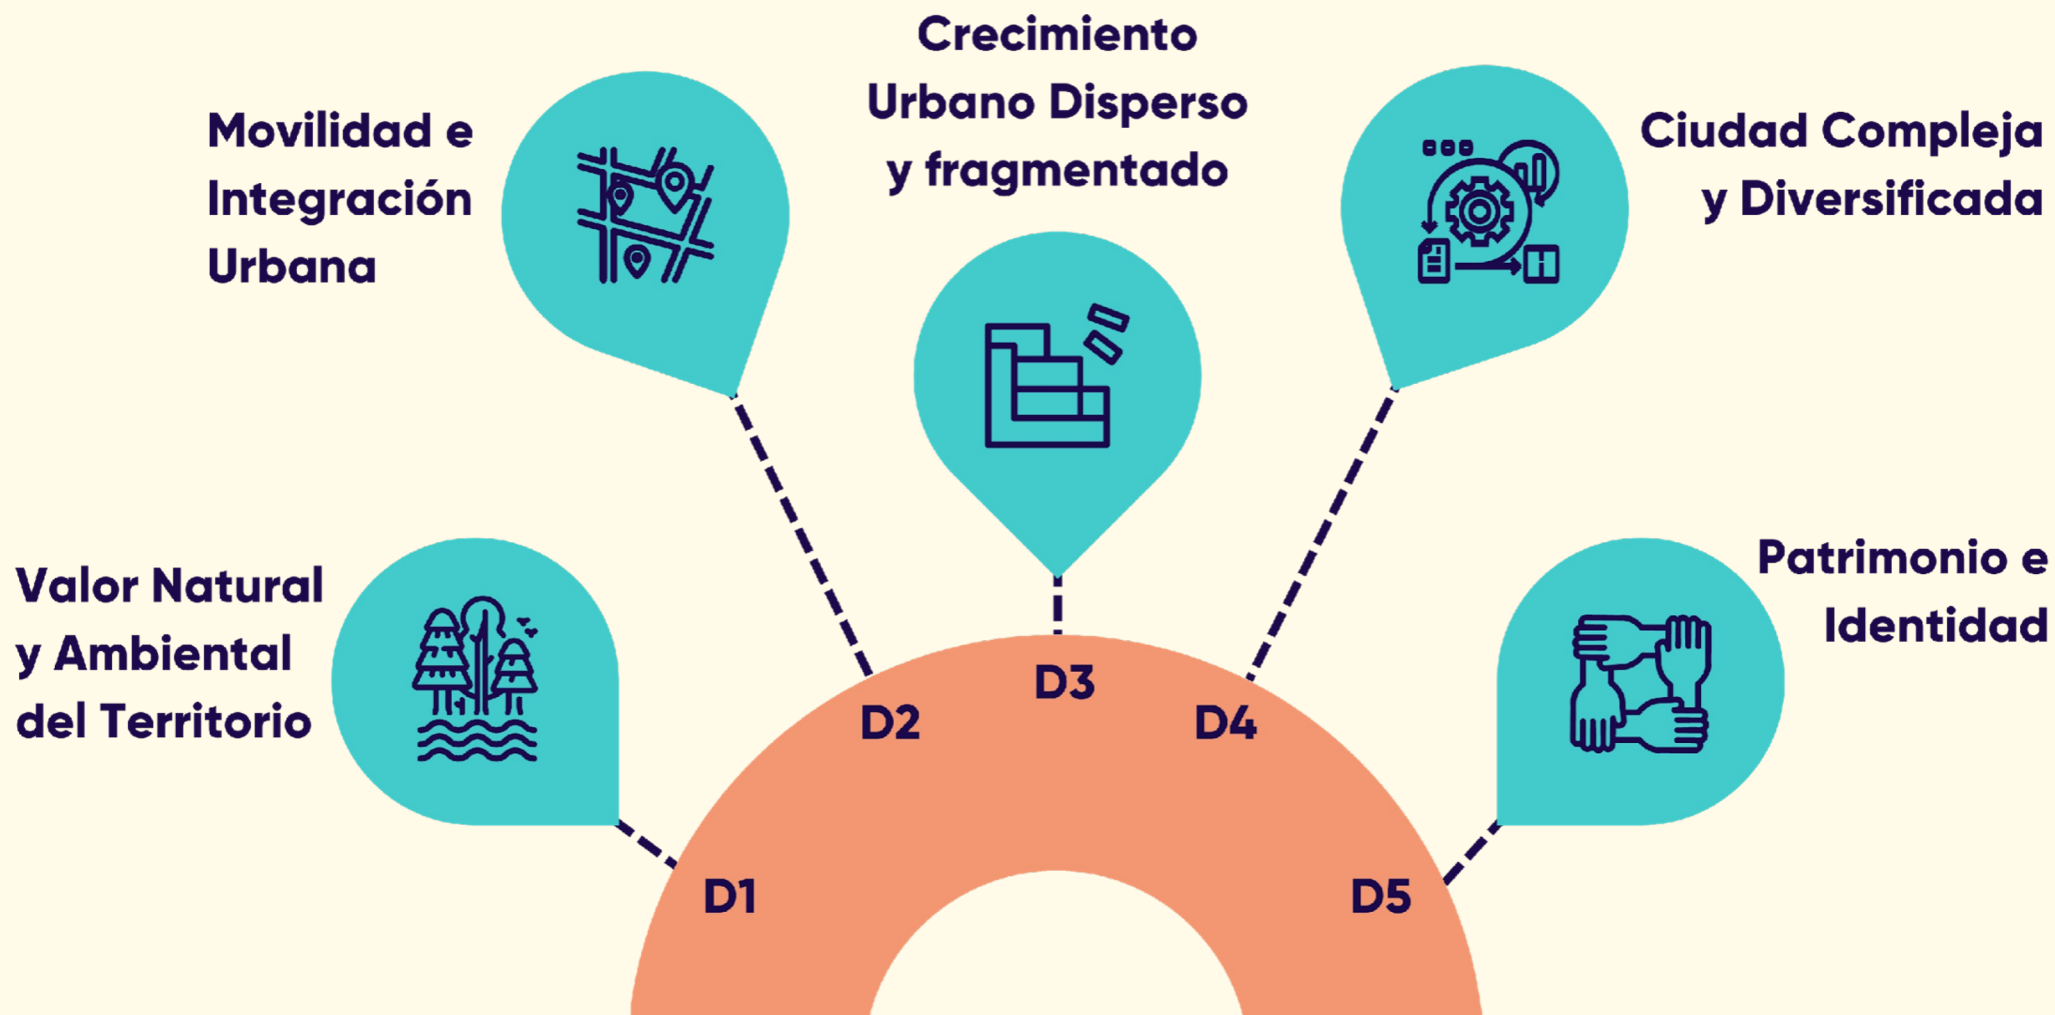 Valor Natural
y Ambiental
del Territorio
D1
Movilidad e
Integración
Urbana
D2
Crecimiento
Urbano Disperso
y fragmentado
D3
Ciudad Compleja
y Diversificada
D4
Patrimonio e
Identidad
D5